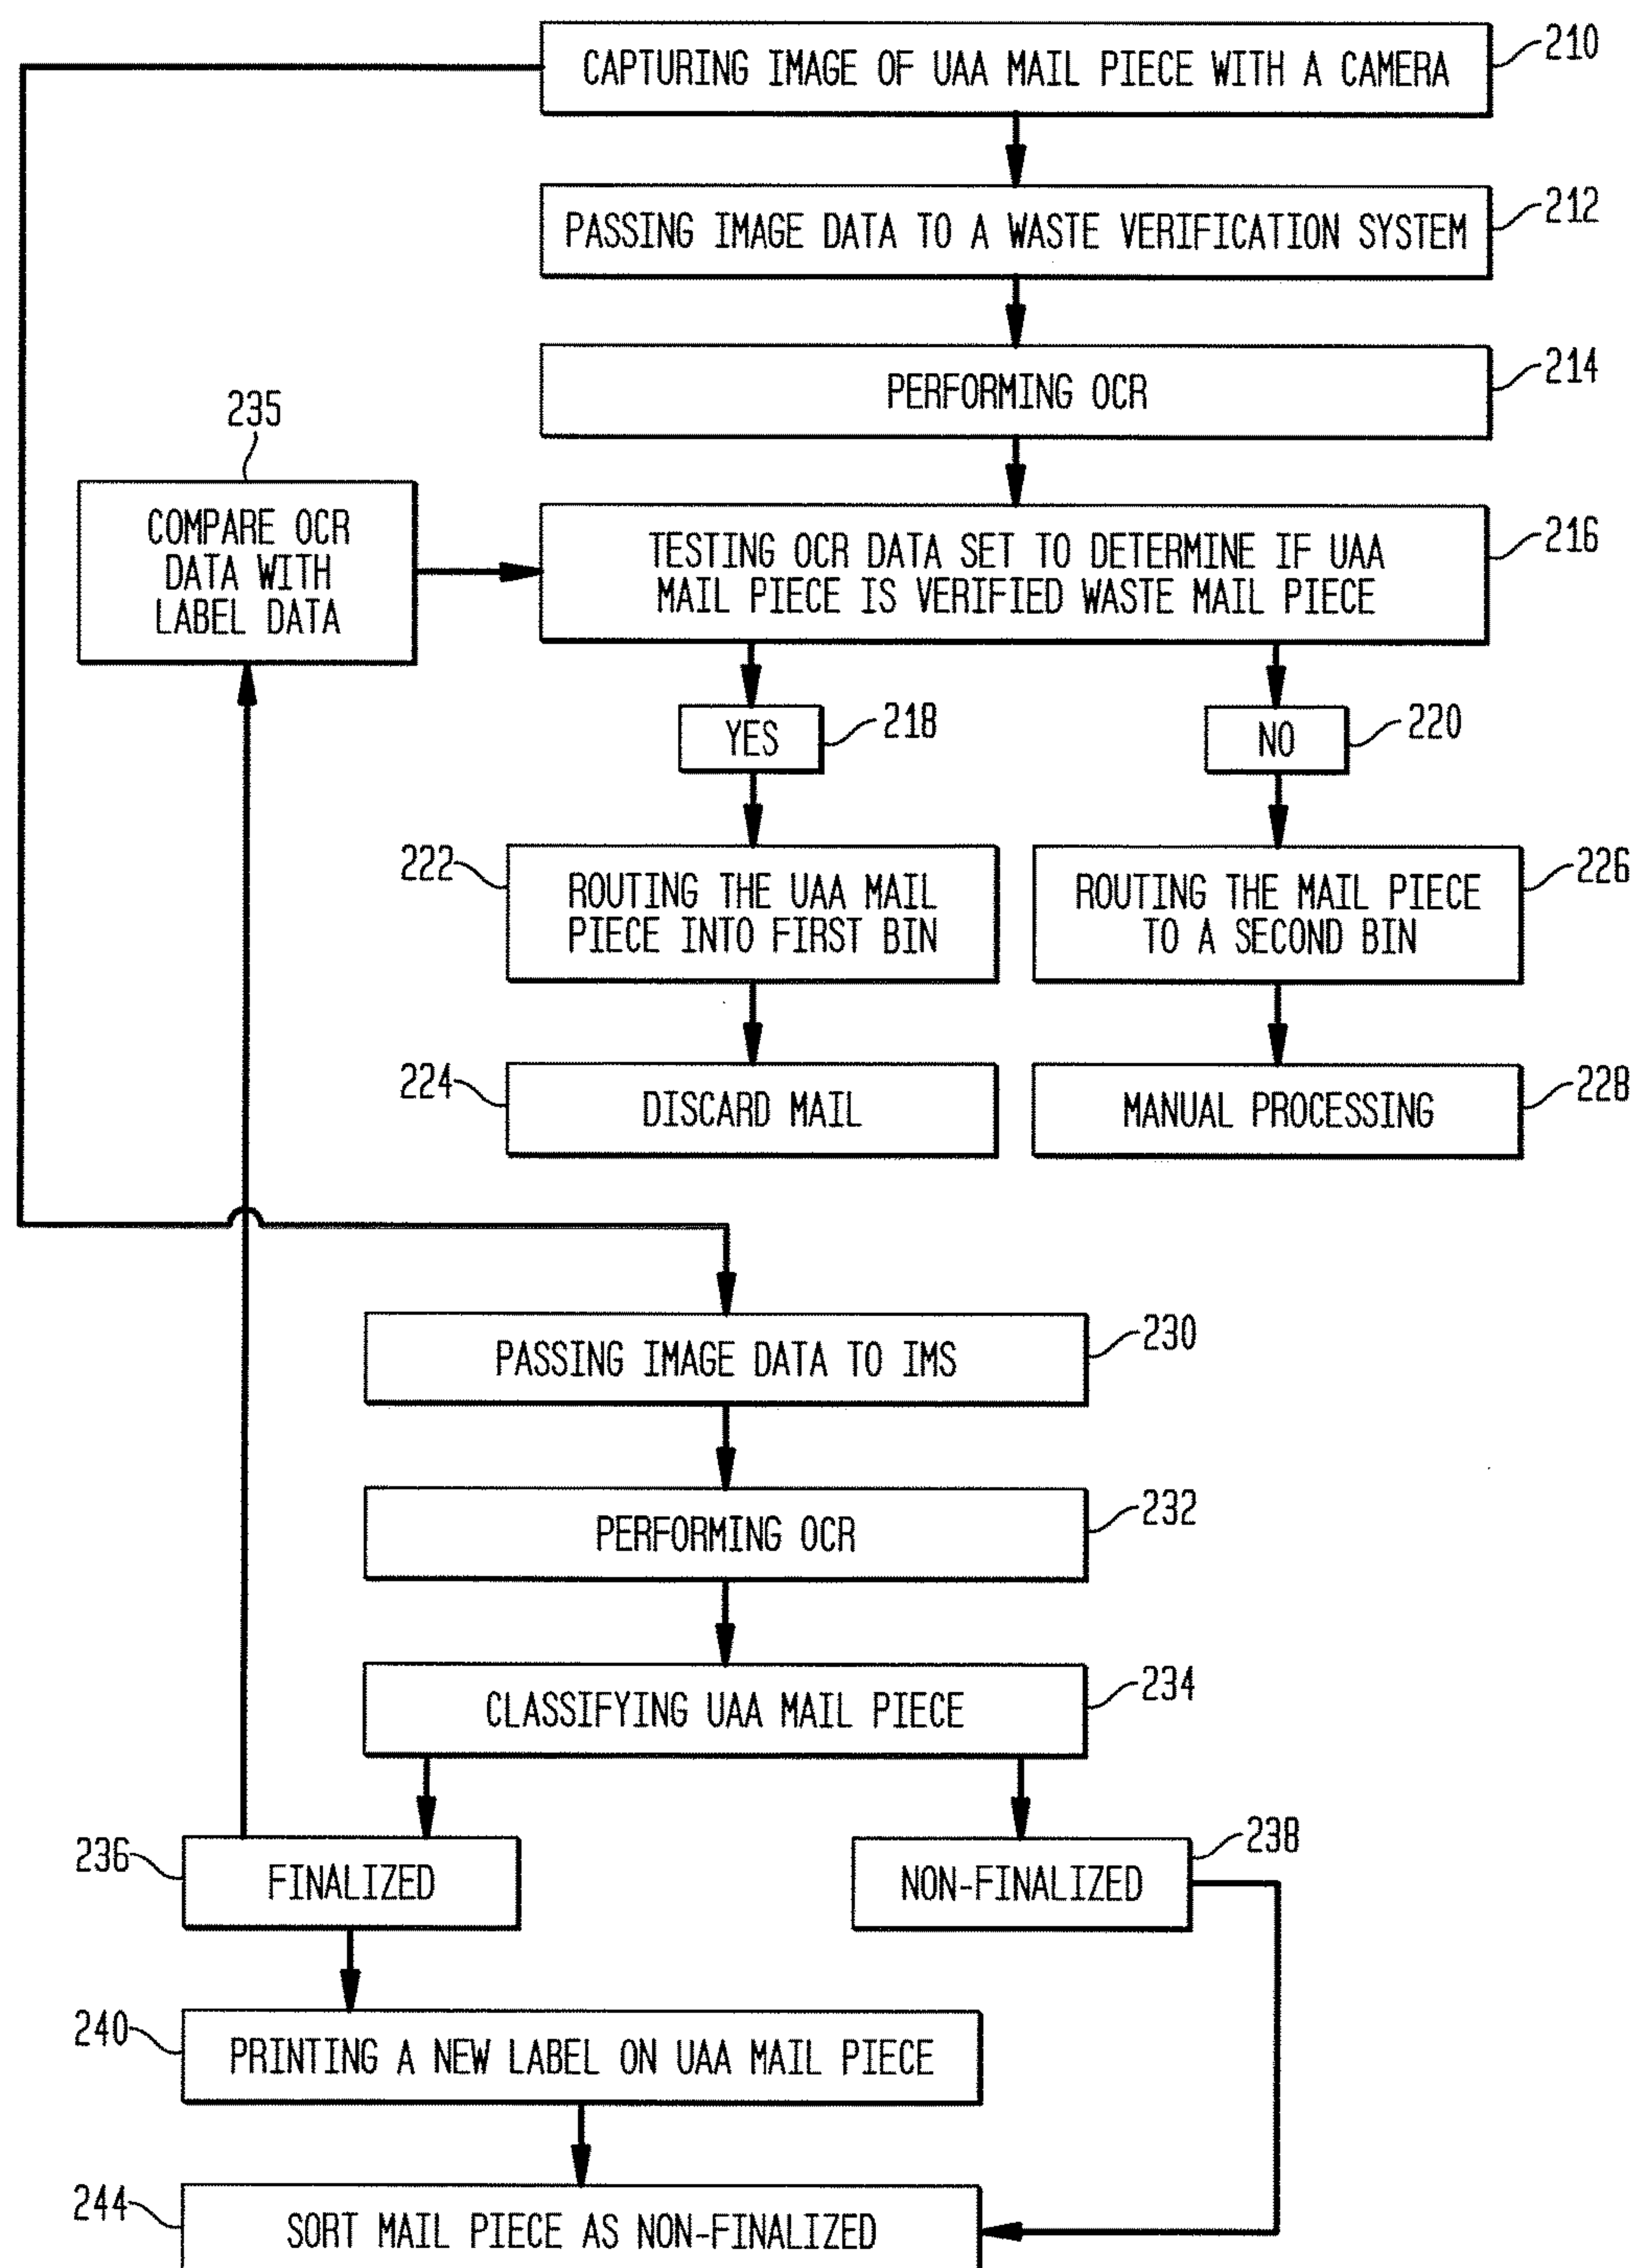 CAPTURING IMAGE OF UAA MAIL PIECE WITH A CAMERA
210
PASSING IMAGE DATA TO A WASTE VERIFICATION SYSTEM
212
PERFORMING OCR
214
235
COMPARE OCR
DATA WITH
LABEL DATA
TESTING OCR DATA SET TO DETERMINE IF UAA
MAIL PIECE IS VERIFIED WASTE MAIL PIECE
216
YES
218
NO
220
222
ROUTING THE UAA MAIL
PIECE INTO FIRST BIN
ROUTING THE MAIL PIECE
TO A SECOND BIN
226
224
DISCARD MAIL
MANUAL PROCESSING
228
PASSING IMAGE DATA TO IMS
230
PERFORMING OCR
232
CLASSIFYING UAA MAIL PIECE
234
236
FINALIZED
NON-FINALIZED
238
240
PRINTING A NEW LABEL ON UAA MAIL PIECE
244
SORT MAIL PIECE AS NON-FINALIZED